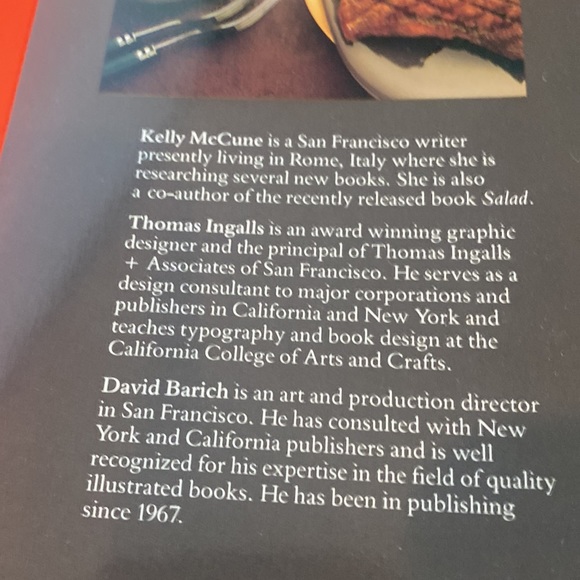 Kelly McCune is a San Francisco writer
presently living in Rome, Italy where she is
researching several new books. She is also
a co-author of the recently released book Salad.
Thomas Ingalls is an award winning graphic
designer and the principal of Thomas Ingalls
+ Associates of San Francisco. He serves as a
design consultant to major corporations and
publishers in California and New York and
teaches typography and book design at the
California College of Arts and Crafts.
David Barich is an art and production director
in San Francisco. He has consulted with New
York and California publishers and is well
recognized for his expertise in the field of quality
illustrated books. He has been in publishing
since 1967.